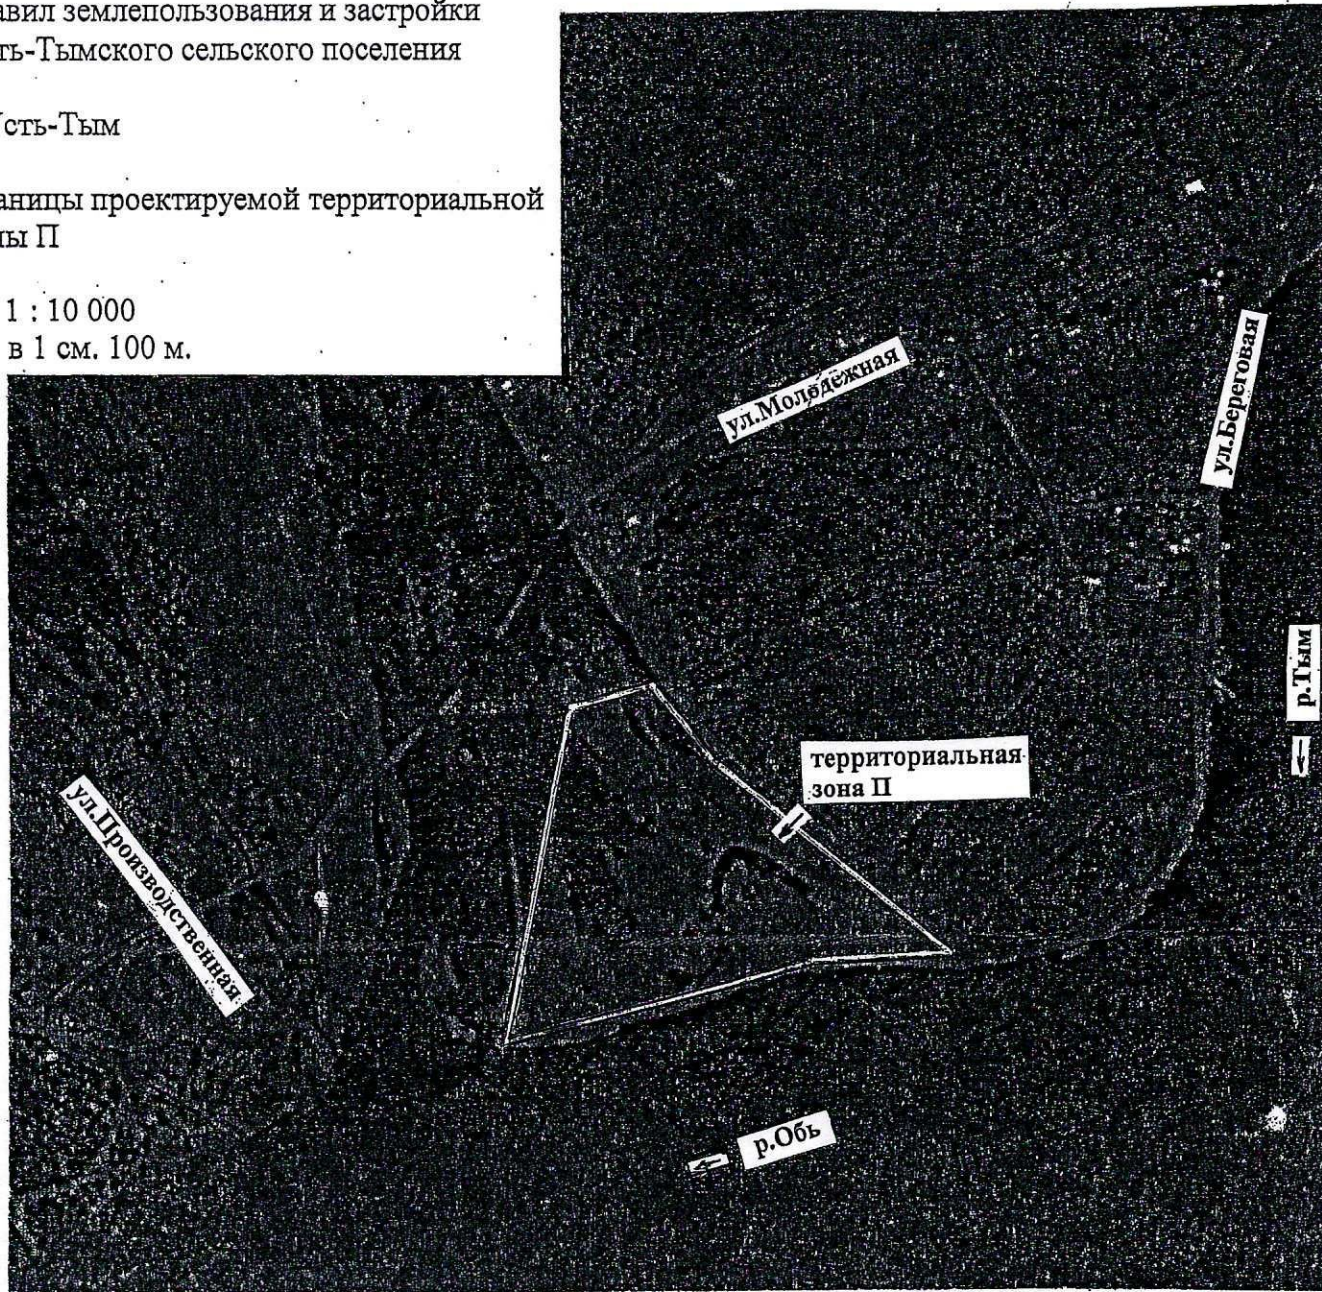 авил землепользования и застройки
ть-Тымского сельского поселения
Усть-Тым
аницы проектируемой территориальной
ны П
1 : 10 000
в 1 см. 100 м.
ул.Молодёжная
ул.Береговая
р.Тым
территориальная
зона П
ул.Производственная
р.Обь